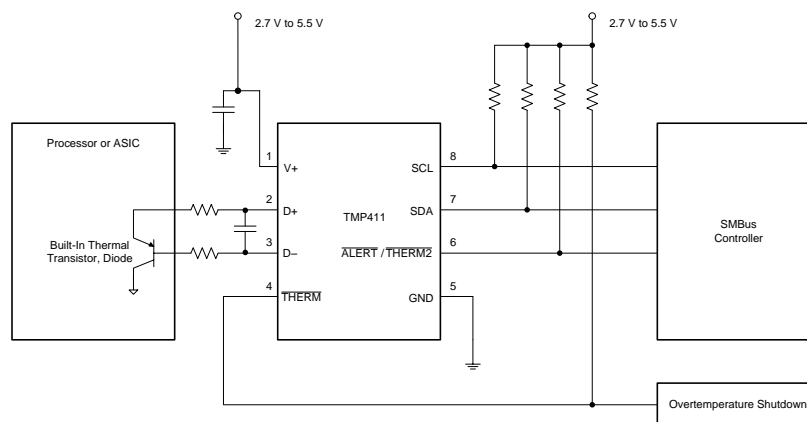 2.7 V to 5.5 V
2.7 V to 5.5 V
Processor or ASIC
Built-In Thermal
Transistor, Diode
1
V+
2
D+
3
D–
4
THERM
TMP411
8
SCL
7
SDA
6
ALERT / THERM2
5
GND
SMBus
Controller
Overtemperature Shutdown